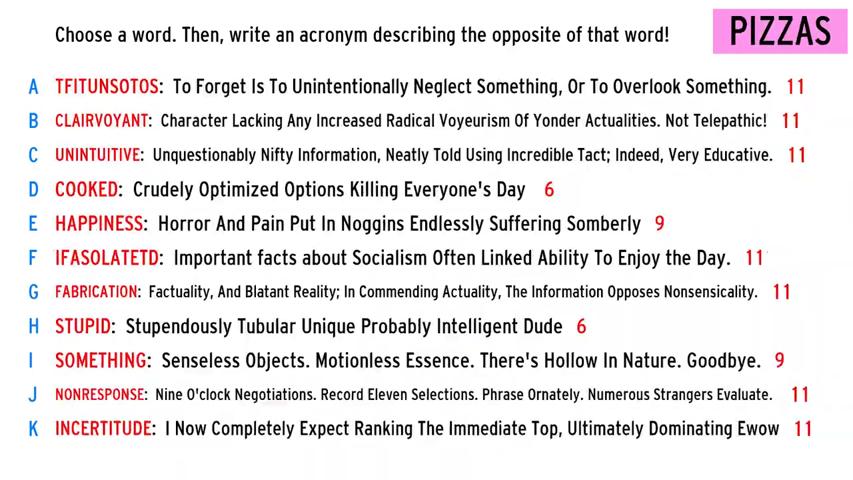 Choose a word. Then, write an acronym describing the opposite of that word!
PIZZAS
A TFITUNSOTOS: To Forget Is To Unintentionally Neglect Something, Or To Overlook Something. 11
B CLAIRVOYANT: Character Lacking Any Increased Radical Voyeurism Of Yonder Actualities. Not Telepathic! 11
C UNINTUITIVE: Unquestionably Nifty Information, Neatly Told Using Incredible Tact; Indeed, Very Educative. 11
D COOKED: Crudely Optimized Options Killing Everyone's Day 6
E HAPPINESS: Horror And Pain Put In Noggins Endlessly Suffering Somberly 9
F IFASOLATETD: Important facts about Socialism Often Linked Ability To Enjoy the Day. 11
G FABRICATION: Factuality, And Blatant Reality; In Commending Actuality, The Information Opposes Nonsensicality. 11
H STUPID: Stupendously Tubular Unique Probably Intelligent Dude 6
I SOMETHING: Senseless Objects. Motionless Essence. There's Hollow In Nature. Goodbye. 9
J NONRESPONSE: Nine O'clock Negotiations. Record Eleven Selections. Phrase Ornately. Numerous Strangers Evaluate. 11
K INCERTITUDE: I Now Completely Expect Ranking The Immediate Top, Ultimately Dominating Ewow 11